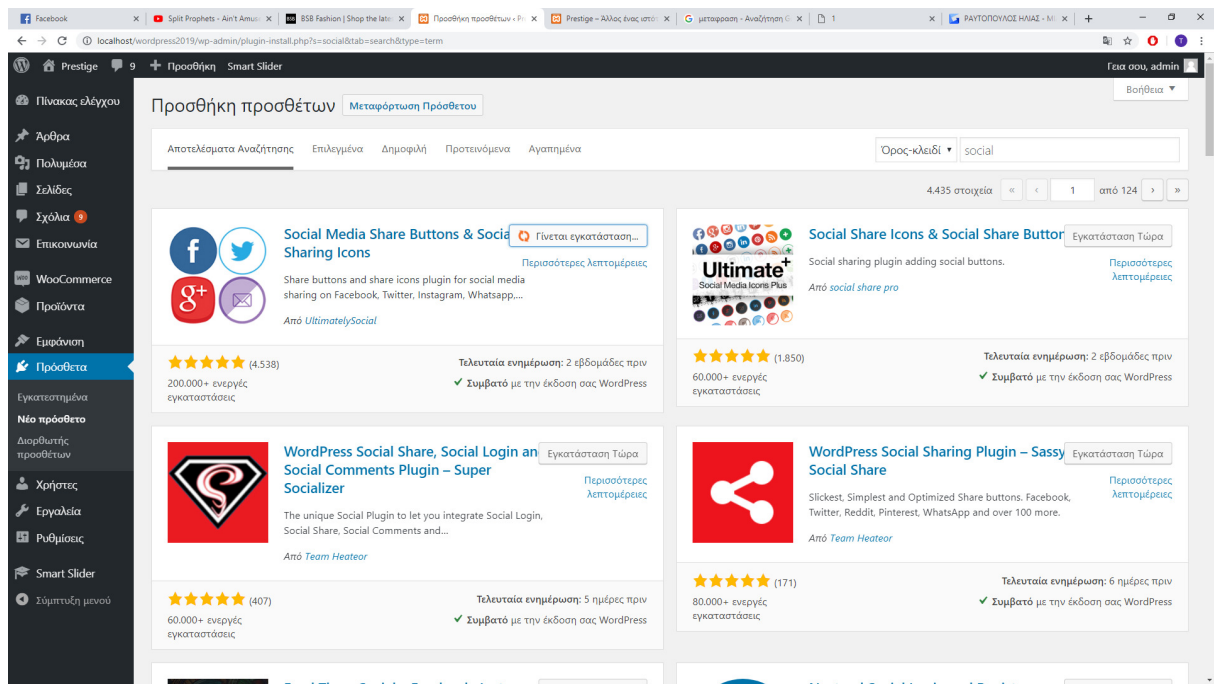 Facebook
Split Prophets - Ain't Amus
BSB Fashion | Shop the late
Προσθήκη προσθέτων ‹ Pr
Prestige – Άλλος ένας ιστό
μεταφραση - Αναζήτηση G
1
ΡΑΥΤΟΠΟΥΛΟΣ ΗΛΙΑΣ - M
localhost/wordpress2019/wp-admin/plugin-install.php?s=social&tab=search&type=term
T
Prestige 9 Προσθήκη Smart Slider
Γεια σου, admin
Πίνακας ελέγχου
Άρθρα
Πολυμέσα
Σελίδες
Σχόλια 9
Επικοινωνία
WooCommerce
Προϊόντα
Εμφάνιση
Πρόσθετα
Εγκατεστημένα
Νέο πρόσθετο
Διορθωτής
προσθέτων
Χρήστες
Εργαλεία
Ρυθμίσεις
Smart Slider
Σύμπτυξη μενού
Βοήθεια
Προσθήκη προσθέτων Μεταφόρτωση Πρόσθετου
Αποτελέσματα Αναζήτησης Επιλεγμένα Δημοφιλή Προτεινόμενα Αγαπημένα
Όρος-κλειδί social
4.435 στοιχεία « ‹ 1 από 124 › »
Social Media Share Buttons & Socia
Sharing Icons
Γίνεται εγκατάσταση...
Περισσότερες λεπτομέρειες
Share buttons and share icons plugin for social media
sharing on Facebook, Twitter, Instagram, Whatsapp,...
Από UltimatelySocial
(4.538)
200.000+ ενεργές
εγκαταστάσεις
Τελευταία ενημέρωση: 2 εβδομάδες πριν
Συμβατό με την έκδοση σας WordPress
Ultimate+
Social Media Icons Plus
Social Share Icons & Social Share Button
Εγκατάσταση Τώρα
Περισσότερες
λεπτομέρειες
Social sharing plugin adding social buttons.
Από social share pro
(1.850)
60.000+ ενεργές
εγκαταστάσεις
Τελευταία ενημέρωση: 2 εβδομάδες πριν
Συμβατό με την έκδοση σας WordPress
WordPress Social Share, Social Login an
Social Comments Plugin – Super
Socializer
Εγκατάσταση Τώρα
Περισσότερες
λεπτομέρειες
The unique Social Plugin to let you integrate Social Login,
Social Share, Social Comments and...
Από Team Heateor
(407)
60.000+ ενεργές
εγκαταστάσεις
Τελευταία ενημέρωση: 5 ημέρες πριν
Συμβατό με την έκδοση σας WordPress
WordPress Social Sharing Plugin – Sassy
Social Share
Εγκατάσταση Τώρα
Περισσότερες
λεπτομέρειες
Slickest, Simplest and Optimized Share buttons. Facebook,
Twitter, Reddit, Pinterest, WhatsApp and over 100 more.
Από Team Heateor
(171)
80.000+ ενεργές
εγκαταστάσεις
Τελευταία ενημέρωση: 6 ημέρες πριν
Συμβατό με την έκδοση σας WordPress